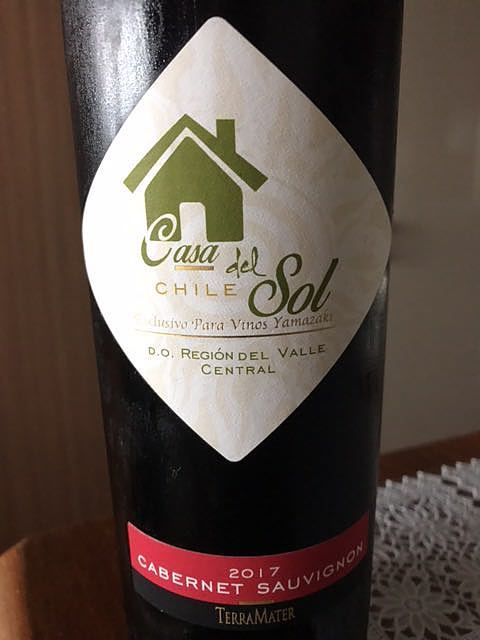 Casa del Sol
CHILE
Exclusivo Para Vinos Yamazaki
D.O. REGIÓN DEL VALLE
CENTRAL
2017
CABERNET SAUVIGNON
TERRAMATER